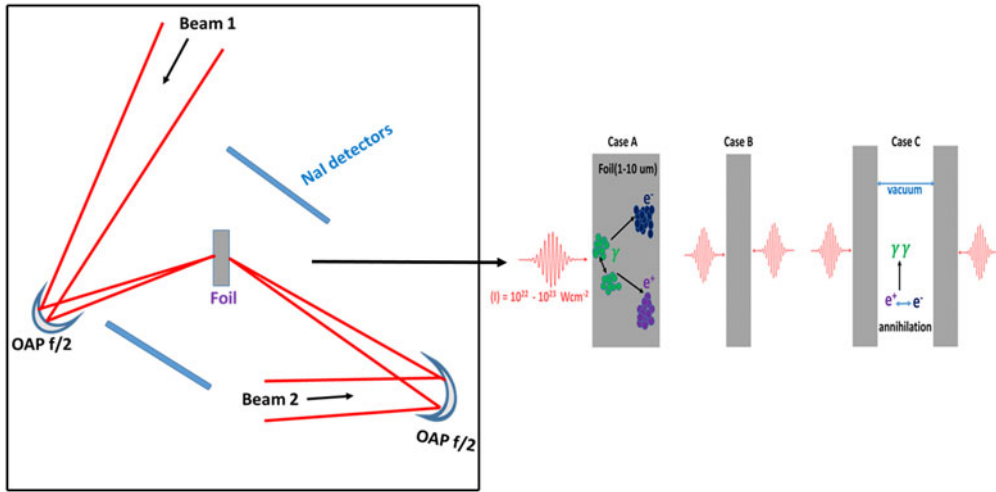 Beam 1
NaI detectors
Foil
OAP f/2
Beam 2
OAP f/2
Case A
Foil(1-10 um)
e-
γ
e+
(I) = 10²² - 10²³ Wcm⁻²
Case B
Case C
vacuum
γ γ
e+ e-
annihilation